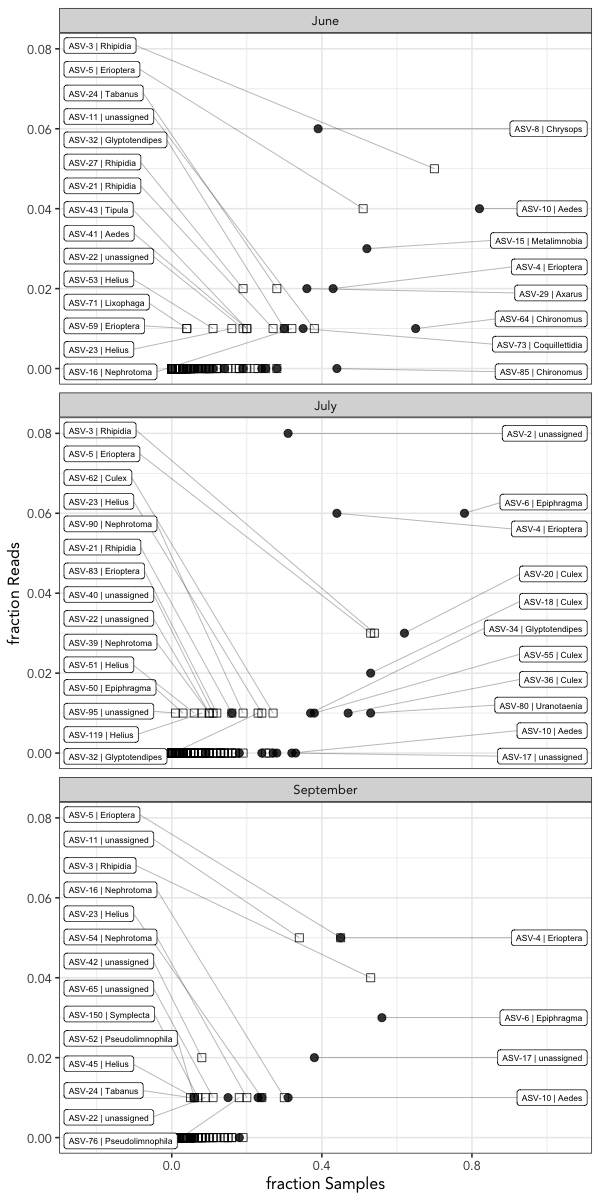 June
0.08
0.06
0.04
0.02
0.00
ASV-3 | Rhipidia
ASV-5 | Erioptera
ASV-24 | Tabanus
ASV-11 | unassigned
ASV-32 | Glyptotendipes
ASV-27 | Rhipidia
ASV-21 | Rhipidia
ASV-43 | Tipula
ASV-41 | Aedes
ASV-22 | unassigned
ASV-53 | Helius
ASV-71 | Lixophaga
ASV-59 | Erioptera
ASV-23 | Helius
ASV-16 | Nephrotoma
ASV-8 | Chrysops
ASV-10 | Aedes
ASV-15 | Metalimnobia
ASV-4 | Erioptera
ASV-29 | Axarus
ASV-64 | Chironomus
ASV-73 | Coquillettidia
ASV-85 | Chironomus
July
0.08
0.06
0.04
0.02
0.00
ASV-3 | Rhipidia
ASV-5 | Erioptera
ASV-62 | Culex
ASV-23 | Helius
ASV-90 | Nephrotoma
ASV-21 | Rhipidia
ASV-83 | Erioptera
ASV-40 | unassigned
ASV-22 | unassigned
ASV-39 | Nephrotoma
ASV-51 | Helius
ASV-50 | Epiphragma
ASV-95 | unassigned
ASV-119 | Helius
ASV-32 | Glyptotendipes
ASV-2 | unassigned
ASV-6 | Epiphragma
ASV-4 | Erioptera
ASV-20 | Culex
ASV-18 | Culex
ASV-34 | Glyptotendipes
ASV-55 | Culex
ASV-36 | Culex
ASV-80 | Uranotaenia
ASV-10 | Aedes
ASV-17 | unassigned
fraction Reads
September
0.08
0.06
0.04
0.02
0.00
ASV-5 | Erioptera
ASV-11 | unassigned
ASV-3 | Rhipidia
ASV-16 | Nephrotoma
ASV-23 | Helius
ASV-54 | Nephrotoma
ASV-42 | unassigned
ASV-65 | unassigned
ASV-150 | Symplecta
ASV-52 | Pseudolimnophila
ASV-45 | Helius
ASV-24 | Tabanus
ASV-22 | unassigned
ASV-76 | Pseudolimnophila
ASV-4 | Erioptera
ASV-6 | Epiphragma
ASV-17 | unassigned
ASV-10 | Aedes
0.0 0.4 0.8
fraction Samples